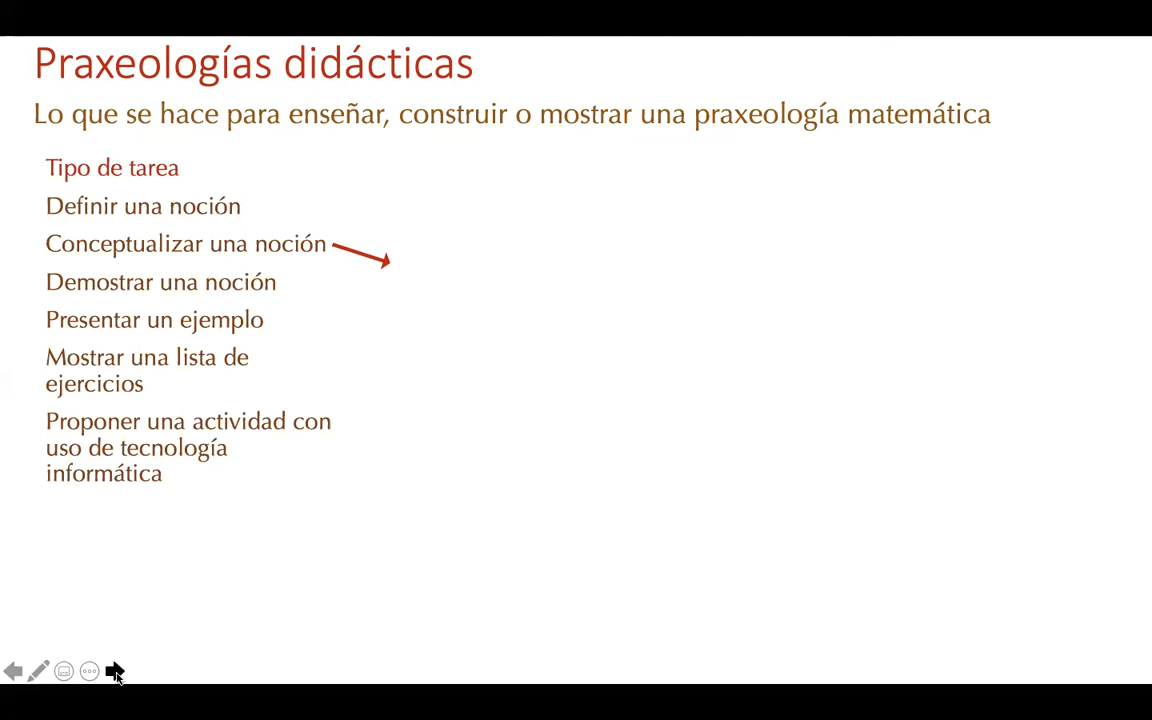 Praxeologías didácticas
Lo que se hace para enseñar, construir o mostrar una praxeología matemática
Tipo de tarea
Definir una noción
Conceptualizar una noción
Demostrar una noción
Presentar un ejemplo
Mostrar una lista de
ejercicios
Proponer una actividad con
uso de tecnología
informática